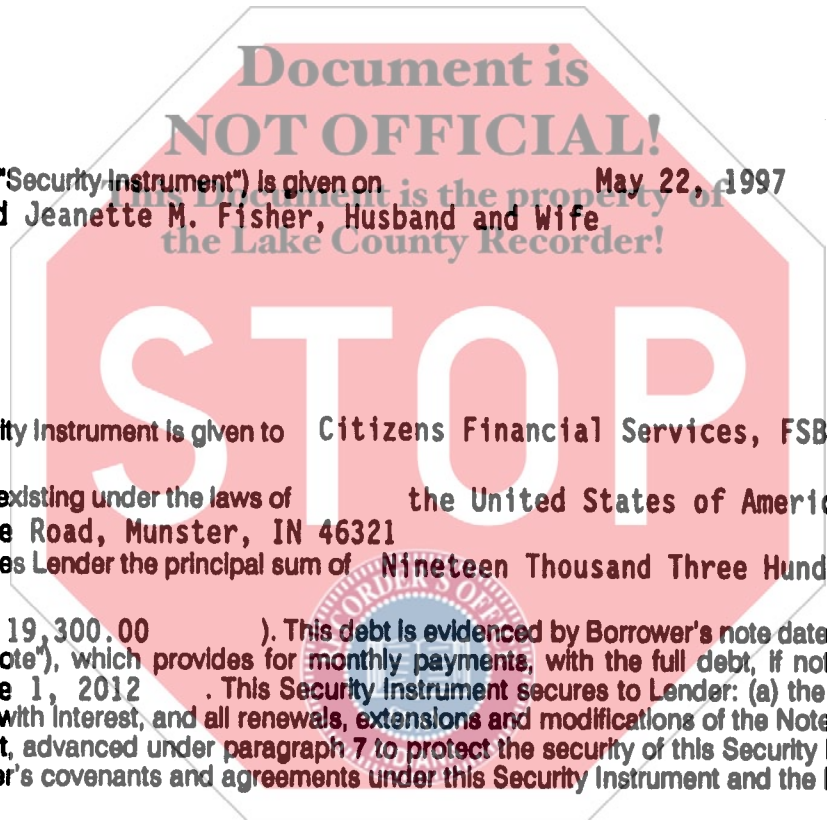 Document is
NOT OFFICIAL!
"Security Instrument") is given on May 22, 1997
This Document is the property of
Jeanette M. Fisher, Husband and Wife
the Lake County Recorder!
STOP
ity Instrument is given to Citizens Financial Services, FSB
existing under the laws of the United States of Americ
e Road, Munster, IN 46321
es Lender the principal sum of Nineteen Thousand Three Hund
RECORDER'S OFFI
19,300.00 ). This debt is evidenced by Borrower's note date
ote"), which provides for monthly payments, with the full debt, if not
e 1, 2012 . This Security Instrument secures to Lender: (a) the
with interest, and all renewals, extensions and modifications of the Note
t, advanced under paragraph 7 to protect the security of this Security
er's covenants and agreements under this Security Instrument and the